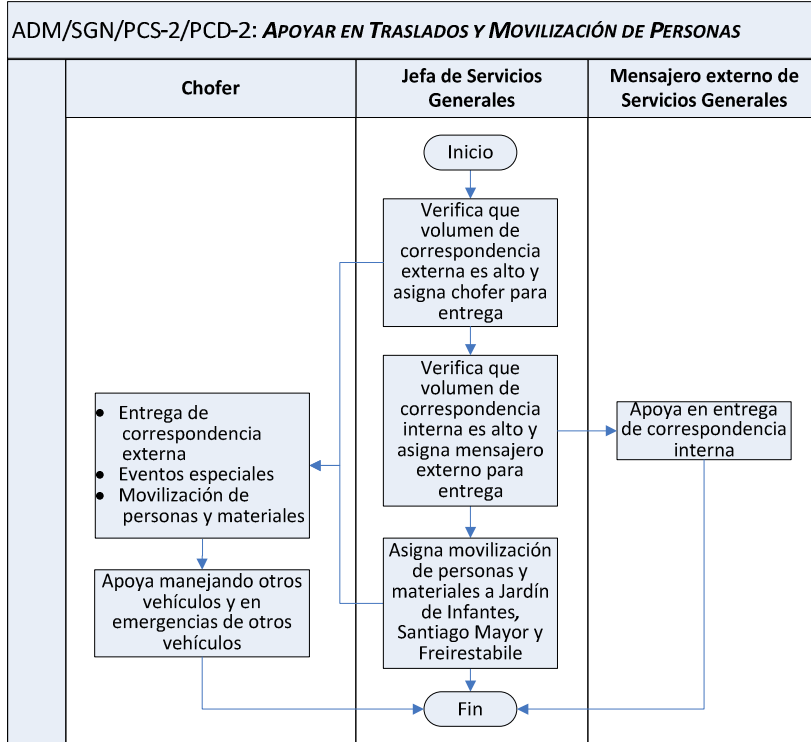 ADM/SGN/PCS-2/PCD-2: APOYAR EN TRASLADOS Y MOVILIZACIÓN DE PERSONAS
Chofer
Jefa de Servicios
Generales
Mensajero externo de
Servicios Generales
Inicio
Verifica que
volumen de
correspondencia
externa es alto y
asigna chofer para
entrega
Verifica que
volumen de
correspondencia
interna es alto y
asigna mensajero
externo para
entrega
Apoya en entrega
de correspondencia
interna
● Entrega de
correspondencia
externa
● Eventos especiales
● Movilización de
personas y materiales
Asigna movilización
de personas y
materiales a Jardín
de Infantes,
Santiago Mayor y
Freirestabile
Apoya manejando otros
vehículos y en
emergencias de otros
vehículos
Fin